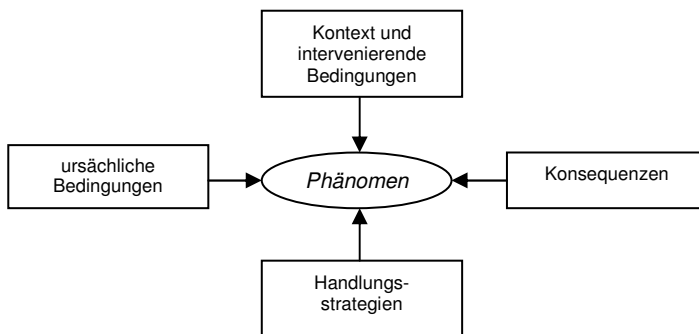 Kontext und
intervenierende
Bedingungen
ursächliche
Bedingungen
Phänomen
Konsequenzen
Handlungs-
strategien